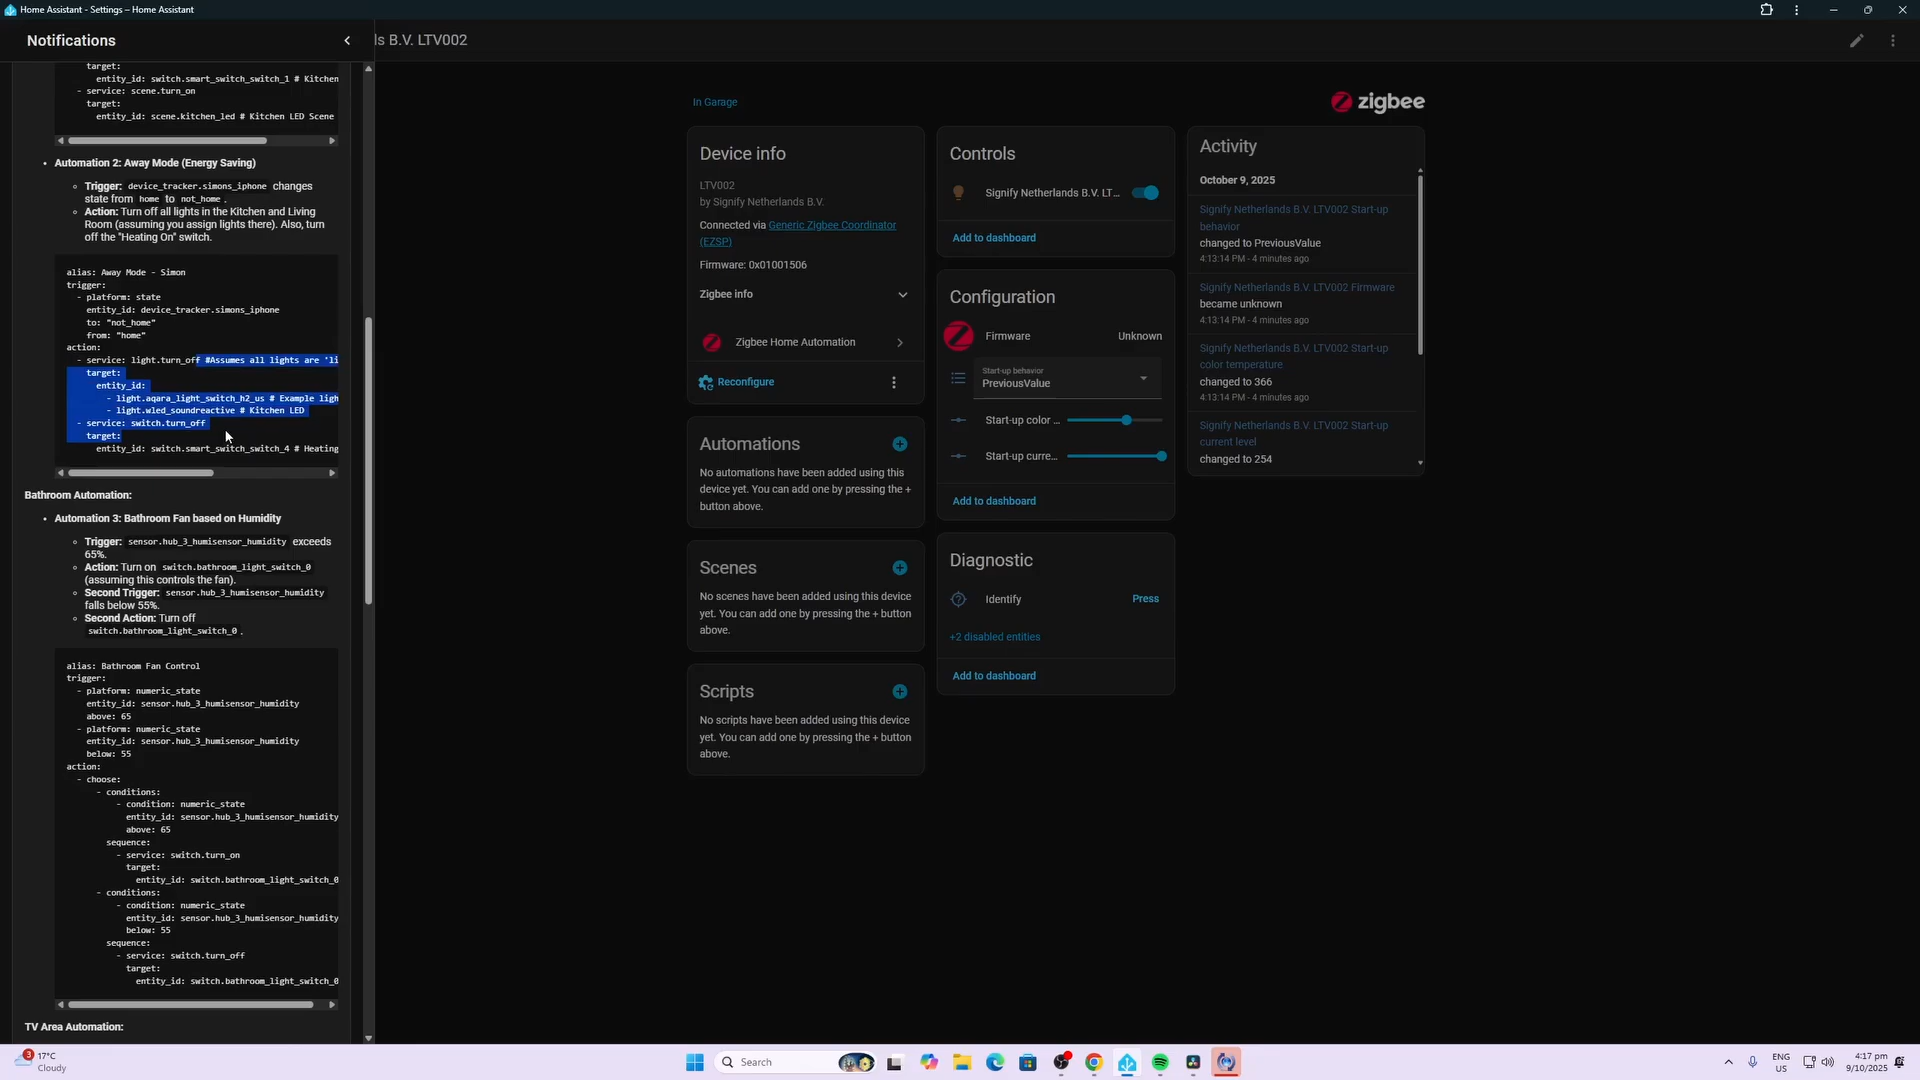 Home Assistant - Settings – Home Assistant
Notifications
ls B.V. LTV002
target:
entity_id: switch.smart_switch_switch_1 # Kitchen
- service: scene.turn_on
target:
entity_id: scene.kitchen_led # Kitchen LED Scene
Automation 2: Away Mode (Energy Saving)
Trigger: device_tracker.simons_iphone changes
state from home to not_home .
Action: Turn off all lights in the Kitchen and Living
Room (assuming you assign lights there). Also, turn
off the "Heating On" switch.
alias: Away Mode - Simon
trigger:
- platform: state
entity_id: device_tracker.simons_iphone
to: "not_home"
from: "home"
action:
- service: light.turn_off #Assumes all lights are 'li
target:
entity_id:
- light.aqara_light_switch_h2_us # Example ligh
- light.wled_soundreactive # Kitchen LED
- service: switch.turn_off
target:
entity_id: switch.smart_switch_switch_4 # Heating
Bathroom Automation:
Automation 3: Bathroom Fan based on Humidity
Trigger: sensor.hub_3_humisensor_humidity exceeds
65%.
Action: Turn on switch.bathroom_light_switch_0
(assuming this controls the fan).
Second Trigger: sensor.hub_3_humisensor_humidity
falls below 55%.
Second Action: Turn off
switch.bathroom_light_switch_0 .
alias: Bathroom Fan Control
trigger:
- platform: numeric_state
entity_id: sensor.hub_3_humisensor_humidity
above: 65
- platform: numeric_state
entity_id: sensor.hub_3_humisensor_humidity
below: 55
action:
- choose:
- conditions:
- condition: numeric_state
entity_id: sensor.hub_3_humisensor_humidity
above: 65
sequence:
- service: switch.turn_on
target:
entity_id: switch.bathroom_light_switch_0
- conditions:
- condition: numeric_state
entity_id: sensor.hub_3_humisensor_humidity
below: 55
sequence:
- service: switch.turn_off
target:
entity_id: switch.bathroom_light_switch_0
TV Area Automation:
In Garage
zigbee
Device info
LTV002
by Signify Netherlands B.V.
Connected via Generic Zigbee Coordinator
(EZSP)
Firmware: 0x01001506
Zigbee info
Zigbee Home Automation
Reconfigure
Automations
No automations have been added using this
device yet. You can add one by pressing the +
button above.
Scenes
No scenes have been added using this device
yet. You can add one by pressing the + button
above.
Scripts
No scripts have been added using this device
yet. You can add one by pressing the + button
above.
Controls
Signify Netherlands B.V. LT...
Add to dashboard
Configuration
Firmware Unknown
Start-up behavior
PreviousValue
Start-up color ...
Start-up curre...
Add to dashboard
Diagnostic
Identify Press
+2 disabled entities
Add to dashboard
Activity
October 9, 2025
Signify Netherlands B.V. LTV002 Start-up
behavior
changed to PreviousValue
4:13:14 PM - 4 minutes ago
Signify Netherlands B.V. LTV002 Firmware
became unknown
4:13:14 PM - 4 minutes ago
Signify Netherlands B.V. LTV002 Start-up
color temperature
changed to 366
4:13:14 PM - 4 minutes ago
Signify Netherlands B.V. LTV002 Start-up
current level
changed to 254
3
17°C
Cloudy
Search
ENG
US
4:17 pm
9/10/2025